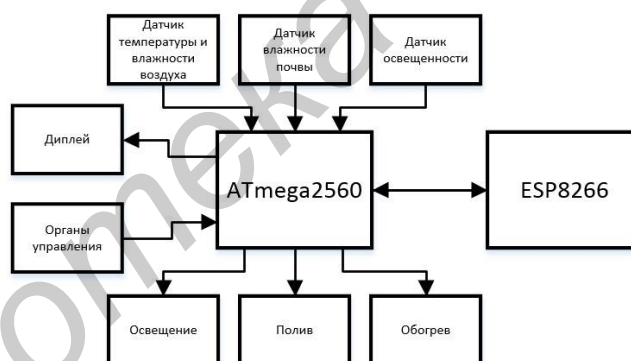 Датчик
температуры и
влажности
воздуха
Датчик
влажности
почвы
Датчик
освещенности
Диплей
ATmega2560
ESP8266
Органы
управления
Освещение
Полив
Обогрев